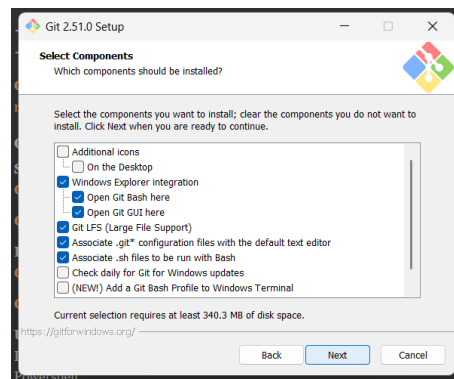 Git 2.51.0 Setup
Select Components
Which components should be installed?
Select the components you want to install; clear the components you do not want to
install. Click Next when you are ready to continue.
Additional icons
On the Desktop
Windows Explorer integration
Open Git Bash here
Open Git GUI here
Git LFS (Large File Support)
Associate .git* configuration files with the default text editor
Associate .sh files to be run with Bash
Check daily for Git for Windows updates
(NEW!) Add a Git Bash Profile to Windows Terminal
Current selection requires at least 340.3 MB of disk space.
https://gitforwindows.org/
Back Next Cancel